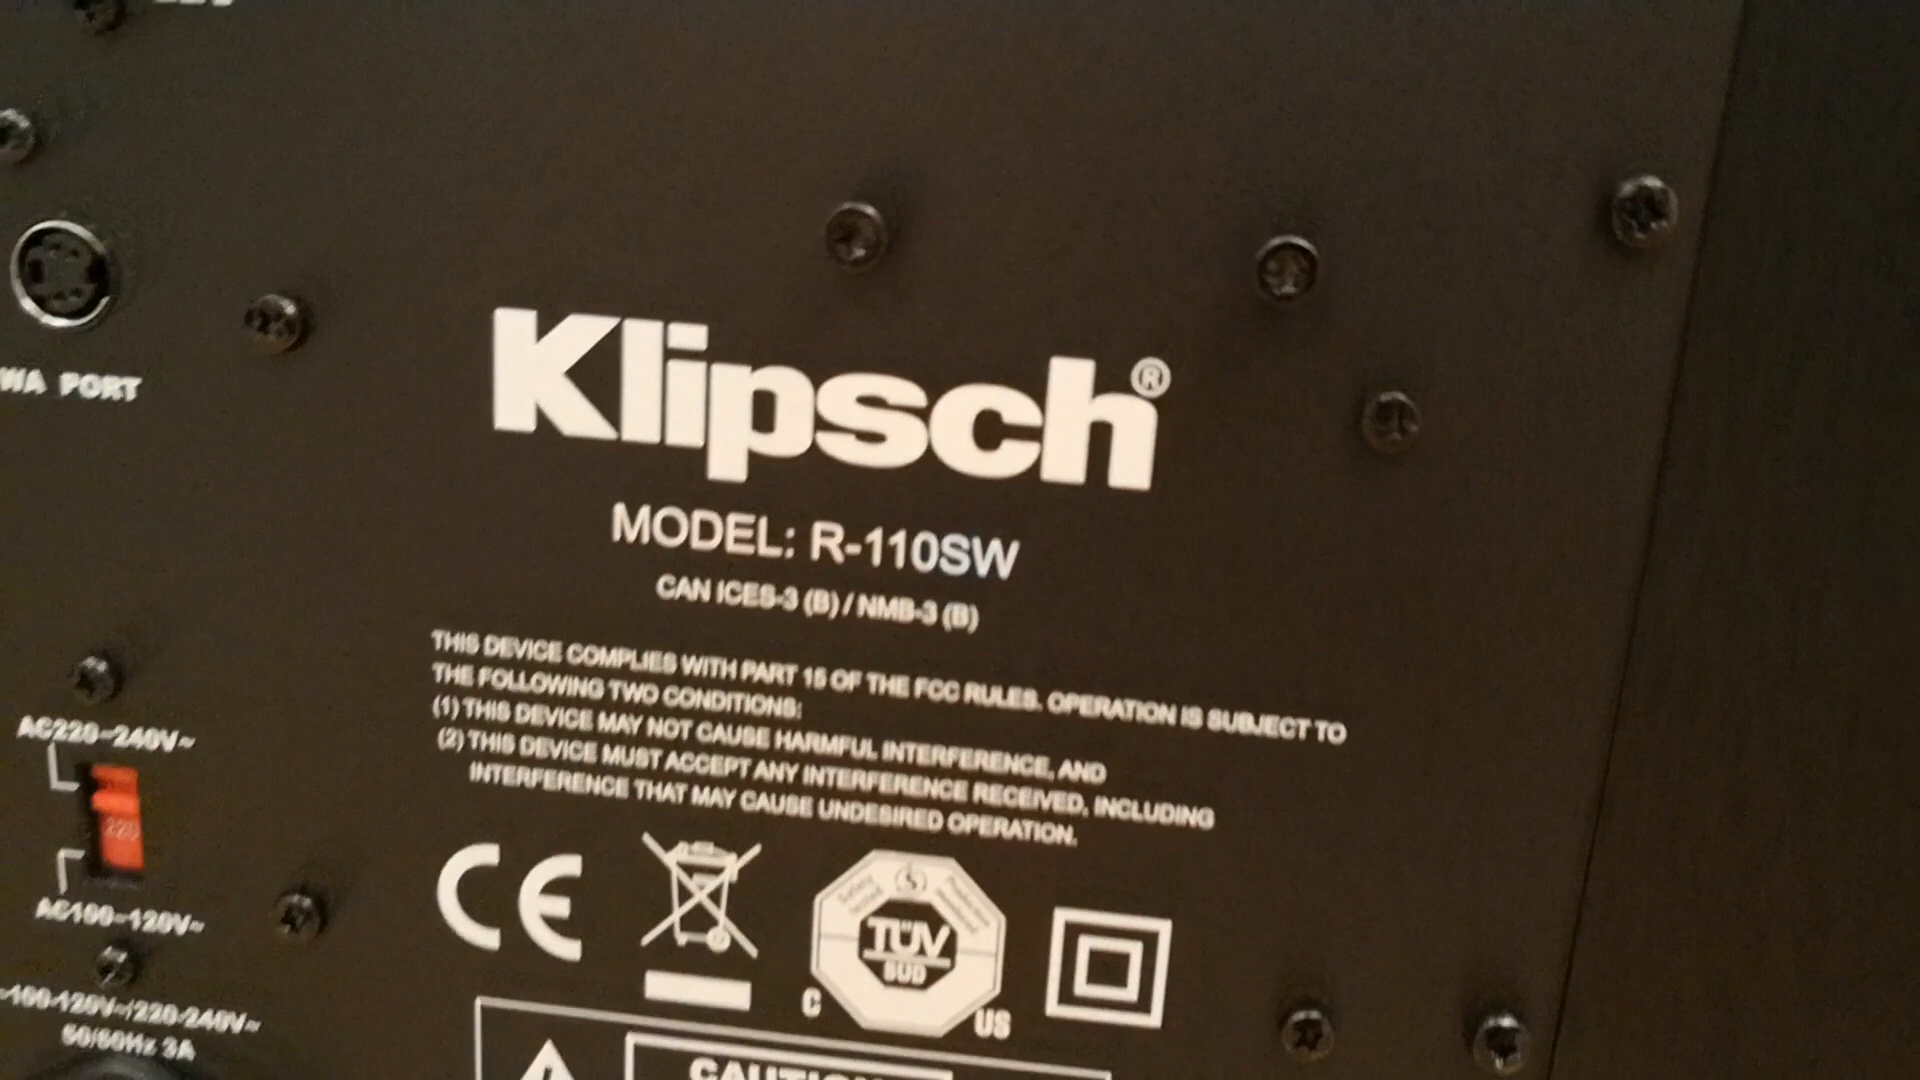 WA PORT
Klipsch®
MODEL: R-110SW
CAN ICES-3 (B) / NMB-3 (B)
THIS DEVICE COMPLIES WITH PART 15 OF THE FCC RULES. OPERATION IS SUBJECT TO
THE FOLLOWING TWO CONDITIONS:
(1) THIS DEVICE MAY NOT CAUSE HARMFUL INTERFERENCE, AND
(2) THIS DEVICE MUST ACCEPT ANY INTERFERENCE RECEIVED, INCLUDING
INTERFERENCE THAT MAY CAUSE UNDESIRED OPERATION.
AC220~240V~
220
AC100~120V~
~100-120V~/220-240V~
50/60Hz 3A
CE
TÜV
SÜD
C
US
CAUTION